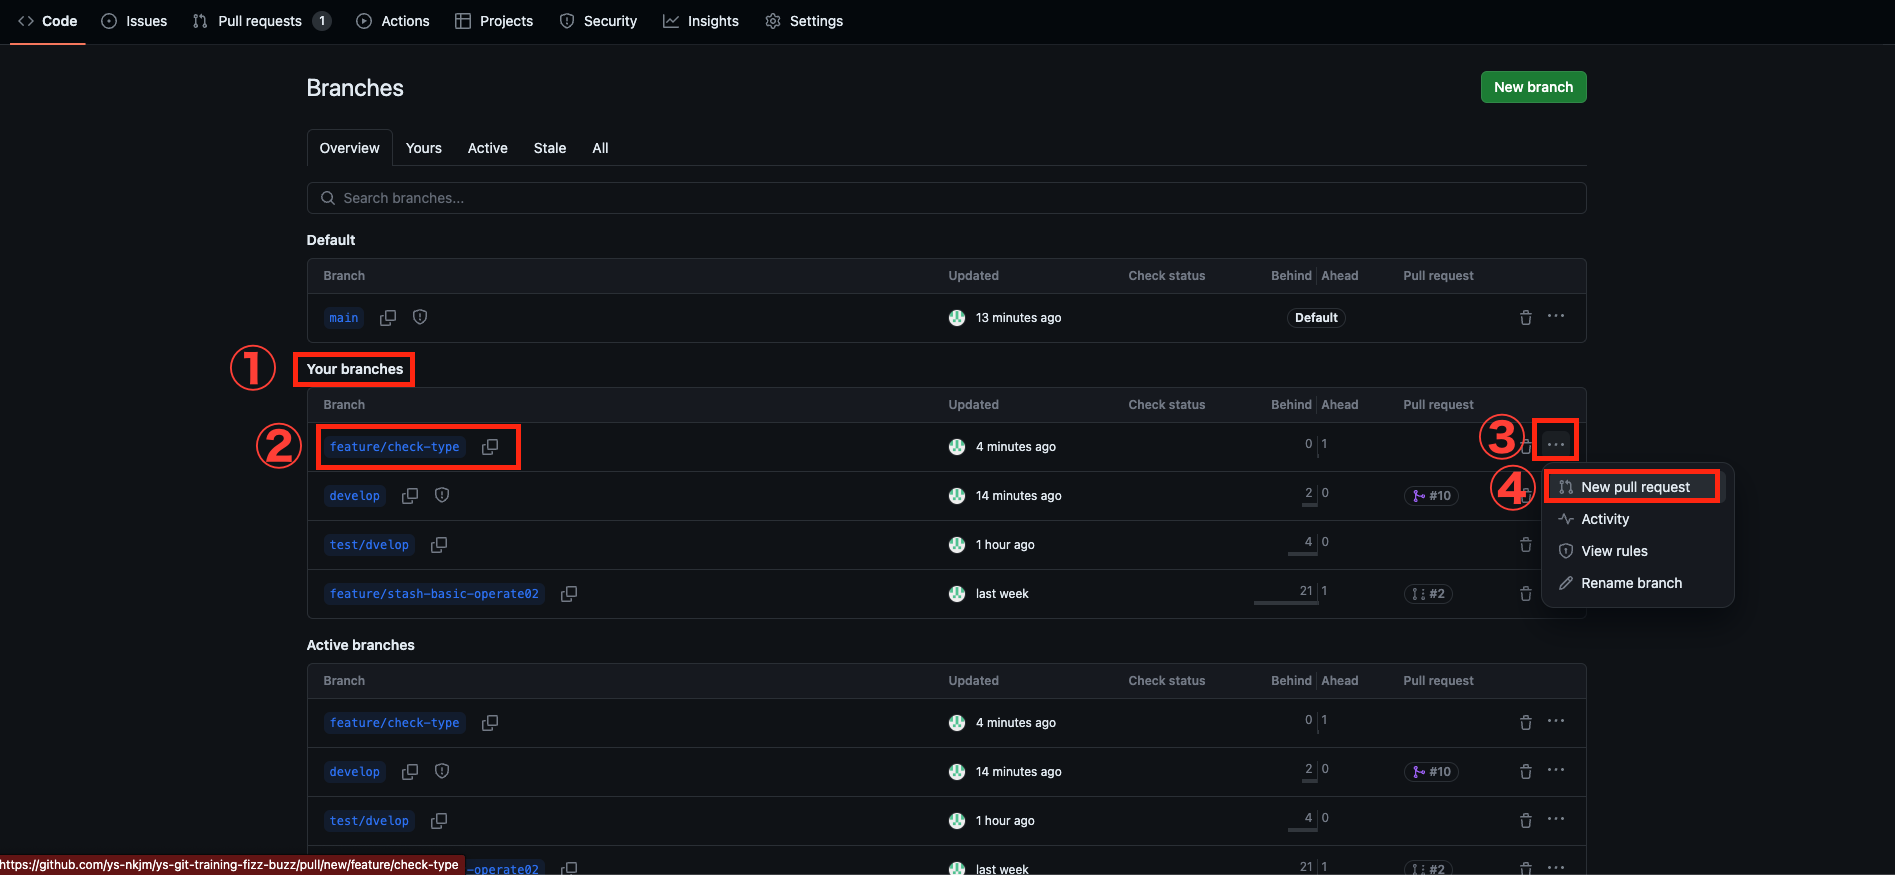 Code Issues Pull requests 1 Actions Projects Security Insights Settings
Branches
New branch
Overview Yours Active Stale All
Search branches...
Default
Branch Updated Check status Behind Ahead Pull request
main 13 minutes ago Default
① Your branches
Branch Updated Check status Behind Ahead Pull request
② feature/check-type 4 minutes ago 0 1 ③
develop 14 minutes ago 2 0 #10 ④
New pull request
Activity
View rules
Rename branch
test/dvelop 1 hour ago 4 0
feature/stash-basic-operate02 last week 21 1 #2
Active branches
Branch Updated Check status Behind Ahead Pull request
feature/check-type 4 minutes ago 0 1
develop 14 minutes ago 2 0 #10
test/dvelop 1 hour ago 4 0
-operate02 last week 21 1 #2
https://github.com/ys-nkjm/ys-git-training-fizz-buzz/pull/new/feature/check-type